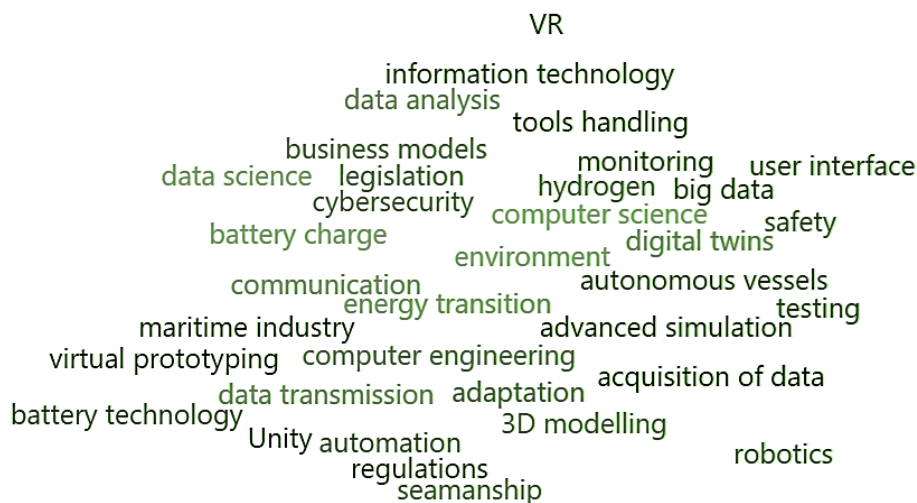 VR
information technology
data analysis
tools handling
business models
monitoring
user interface
data science
legislation
hydrogen
big data
cybersecurity
computer science
safety
battery charge
digital twins
environment
autonomous vessels
communication
energy transition
testing
maritime industry
advanced simulation
virtual prototyping
computer engineering
acquisition of data
data transmission
adaptation
battery technology
3D modelling
Unity
automation
robotics
regulations
seamanship